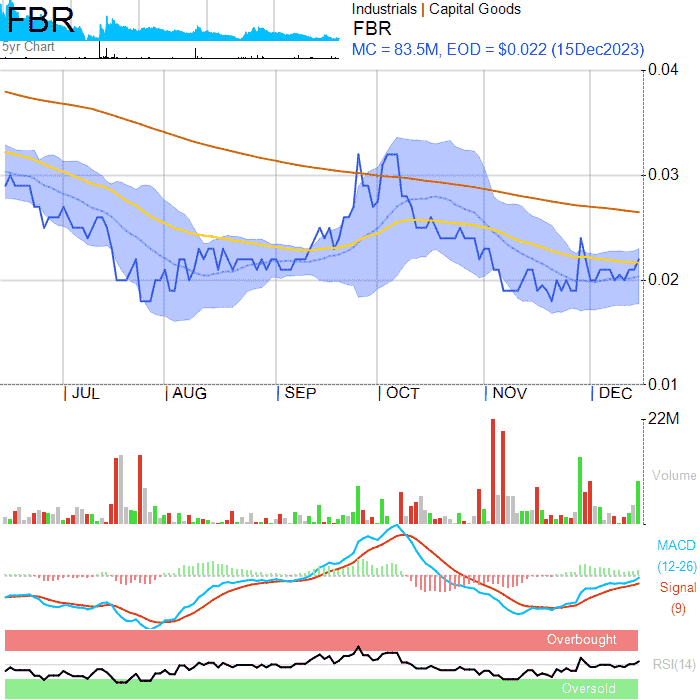 FBR
5yr Chart
Industrials | Capital Goods
FBR
MC = 83.5M, EOD = $0.022 (15Dec2023)
0.04
0.03
0.02
0.01
JUL AUG SEP OCT NOV DEC
22M
Volume
MACD
(12-26)
Signal
(9)
Overbought
RSI(14)
Oversold